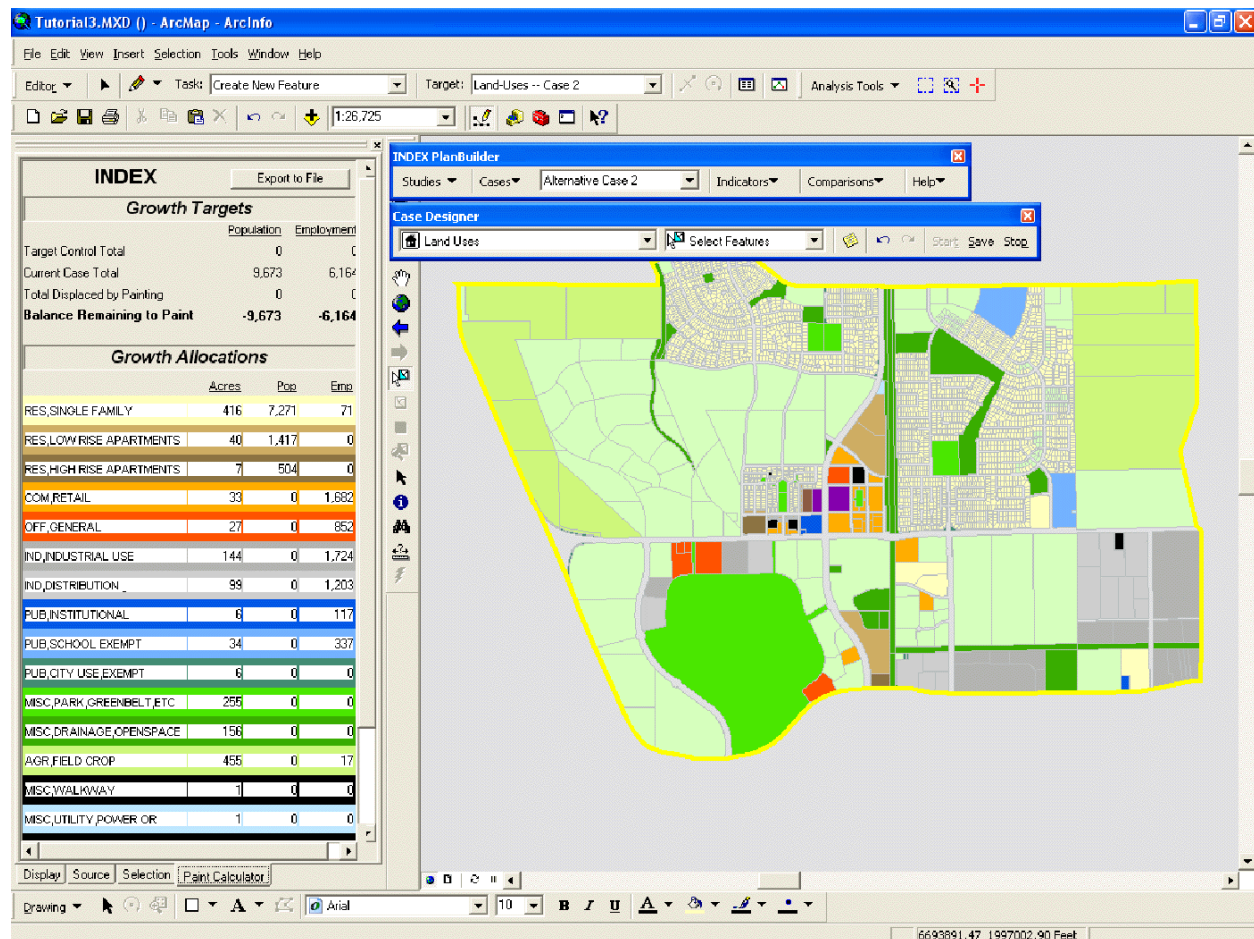 Tutorial3.MXD () - ArcMap - ArcInfo
File Edit View Insert Selection Tools Window Help
Editor Task: Create New Feature Target: Land-Uses -- Case 2 Analysis Tools
1:26,725
INDEX PlanBuilder
Studies Cases Alternative Case 2 Indicators Comparisons Help
Case Designer
Land Uses Select Features Start Save Stop
INDEX Export to File
Growth Targets
Population Employment
Target Control Total 0 0
Current Case Total 9,673 6,164
Total Displaced by Painting 0 0
Balance Remaining to Paint -9,673 -6,164
Growth Allocations
Acres Pop Emp
RES,SINGLE FAMILY 416 7,271 71
RES,LOW RISE APARTMENTS 40 1,417 0
RES,HIGH RISE APARTMENTS 7 504 0
COM,RETAIL 33 0 1,682
OFF,GENERAL 27 0 852
IND,INDUSTRIAL USE 144 0 1,724
IND,DISTRIBUTION _ 99 0 1,203
PUB,INSTITUTIONAL 6 0 117
PUB,SCHOOL EXEMPT 34 0 337
PUB,CITY USE,EXEMPT 6 0 0
MISC,PARK,GREENBELT,ETC 255 0 0
MISC,DRAINAGE,OPENSPACE 156 0 0
AGR,FIELD CROP 455 0 17
MISC,WALKWAY 1 0 0
MISC,UTILITY,POWER OR 1 0 0
Display Source Selection Paint Calculator
Drawing A Arial 10 B I U A
6693891.47 1997002.90 Feet